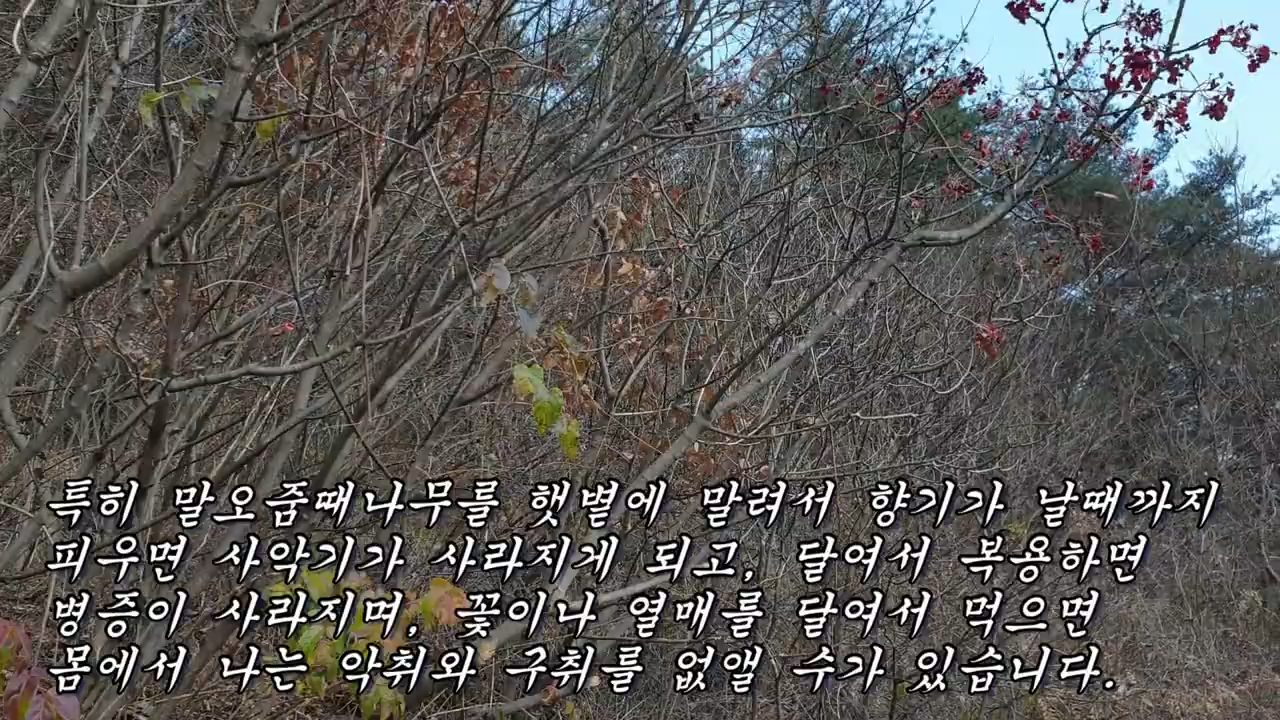 특히 말오줌때나무를 햇볕에 말려서 향기가 날때까지
피우면 사악기가 사라지게 되고, 달여서 복용하면
병증이 사라지며, 꽃이나 열매를 달여서 먹으면
몸에서 나는 악취와 구취를 없앨 수가 있습니다.